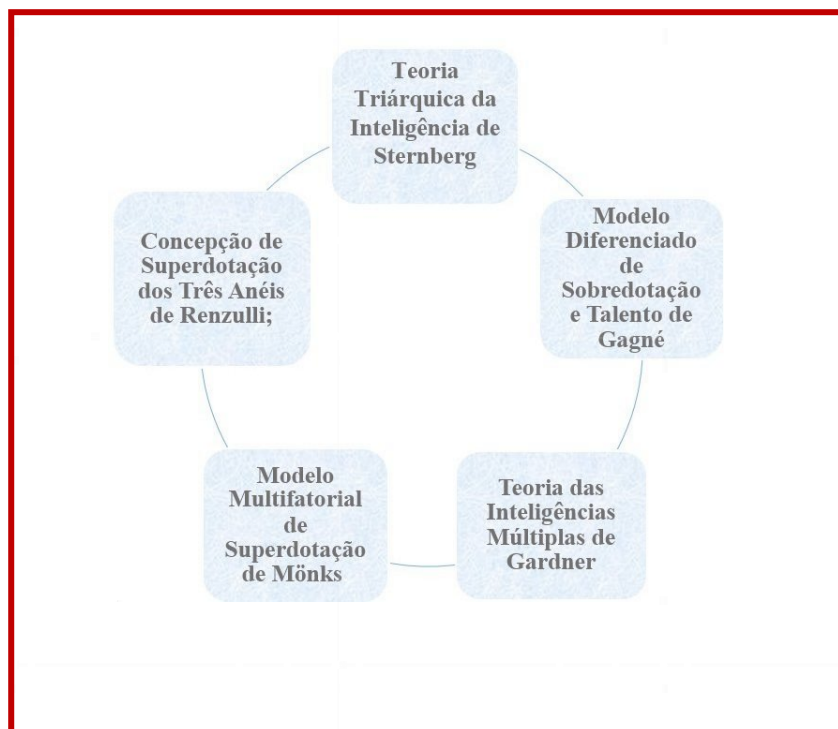 Teoria
Triárquica da
Inteligência de
Sternberg
Modelo
Diferenciado
de
Sobredotação
e Talento de
Gagné
Teoria das
Inteligências
Múltiplas de
Gardner
Modelo
Multifatorial
de
Superdotação
de Mönks
Concepção de
Superdotação
dos Três Anéis
de Renzulli;